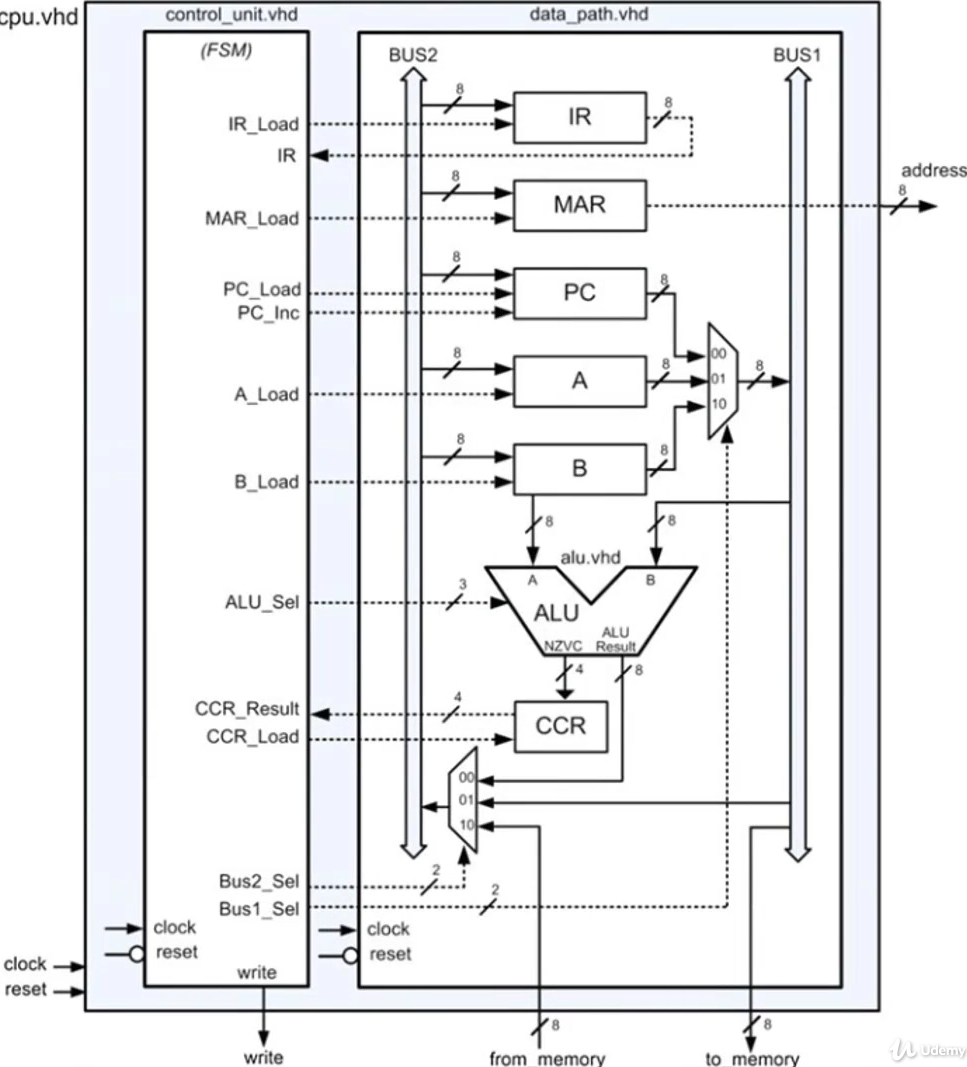 cpu.vhd
control_unit.vhd
data_path.vhd
(FSM)
BUS2
BUS1
8
IR_Load
IR
8
IR
address
8
8
MAR_Load
MAR
8
PC_Load
PC_Inc
PC
8
00
01
10
8
8
A_Load
A
8
8
B_Load
B
8
8
8
alu.vhd
A
B
ALU_Sel
3
ALU
NZVC
ALU
Result
4
8
CCR_Result
4
CCR_Load
CCR
00
01
10
Bus2_Sel
2
Bus1_Sel
2
clock
reset
clock
reset
clock
reset
write
write
8
from_memory
8
to_memory
Udemy